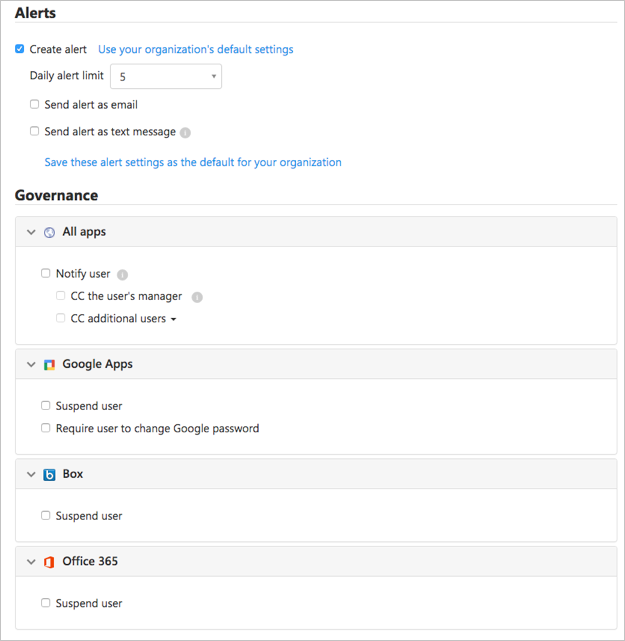 Alerts
Create alert Use your organization's default settings
Daily alert limit 5
Send alert as email
Send alert as text message i
Save these alert settings as the default for your organization
Governance
All apps
Notify user i
CC the user's manager i
CC additional users
Google Apps
Suspend user
Require user to change Google password
b Box
Suspend user
Office 365
Suspend user